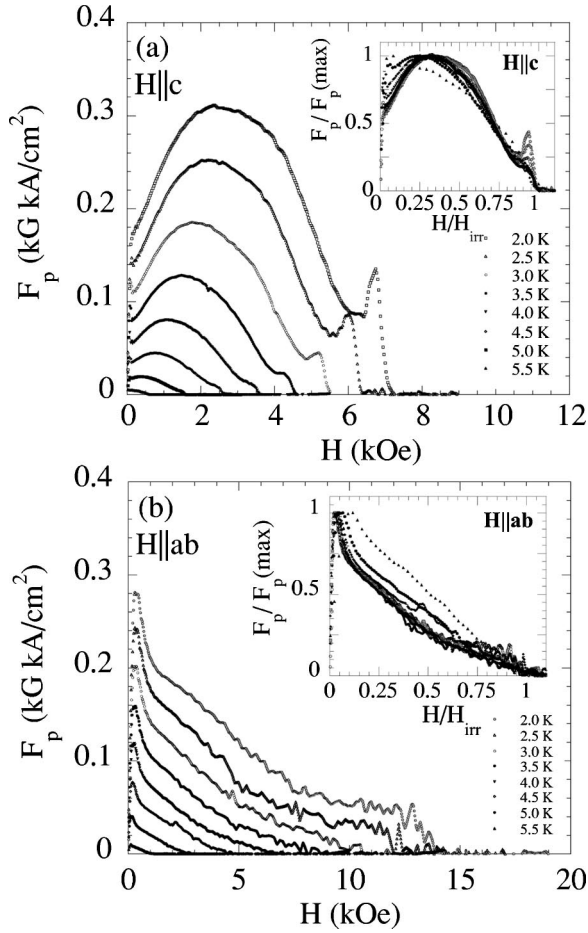 (a)
H||c
0.4
0.3
0.2
0.1
0
F_p (kG kA/cm²)
0 2 4 6 8 10 12
H (kOe)
H||c
1
0.5
0
F_p / F_p (max)
0.25 0.5 0.75 1
H/H_irr
2.0 K
2.5 K
3.0 K
3.5 K
4.0 K
4.5 K
5.0 K
5.5 K
(b)
H||ab
0.4
0.3
0.2
0.1
0
F_p (kG kA/cm²)
0 5 10 15 20
H (kOe)
H||ab
1
0.5
0
F_p / F_p (max)
0 0.25 0.5 0.75 1
H/H_irr
2.0 K
2.5 K
3.0 K
3.5 K
4.0 K
4.5 K
5.0 K
5.5 K